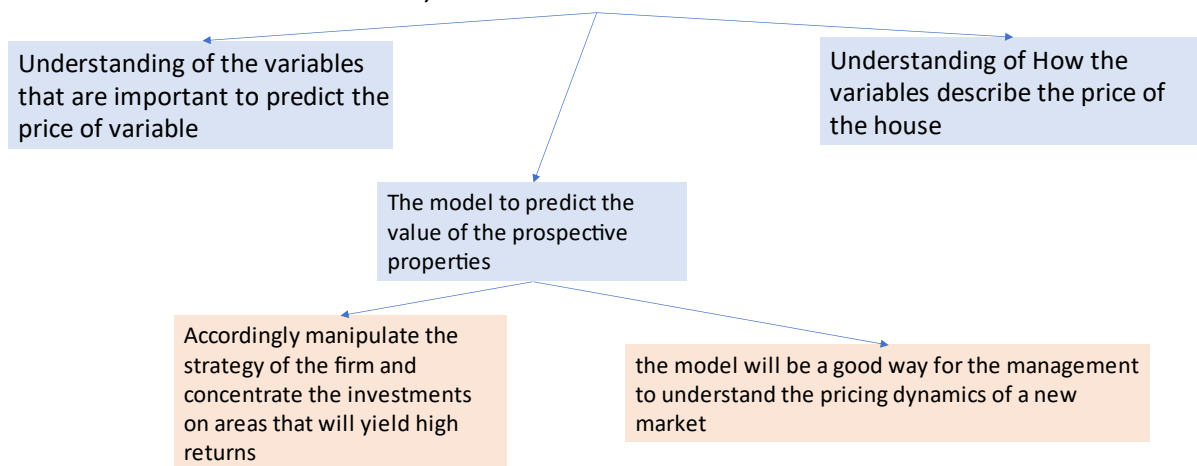 Understanding of the variables
that are important to predict the
price of variable
Understanding of How the
variables describe the price of
the house
The model to predict the
value of the prospective
properties
Accordingly manipulate the
strategy of the firm and
concentrate the investments
on areas that will yield high
returns
the model will be a good way for the management
to understand the pricing dynamics of a new
market